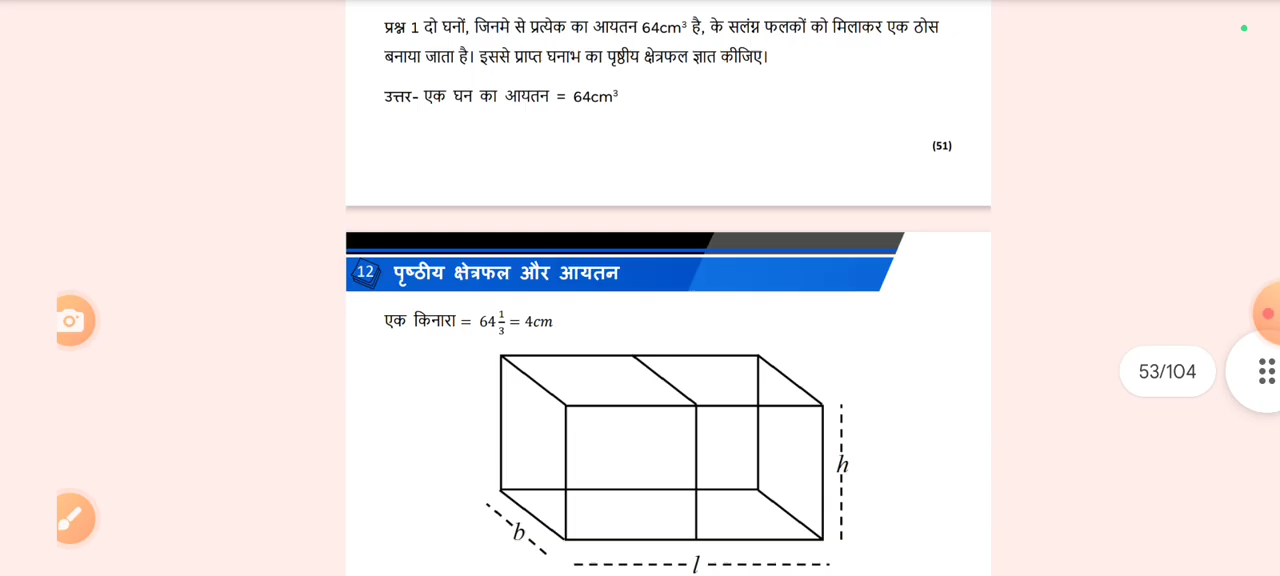 प्रश्न 1 दो घनों, जिनमे से प्रत्येक का आयतन 64cm³ है, के सलंग्न फलकों को मिलाकर एक ठोस
बनाया जाता है। इससे प्राप्त घनाभ का पृष्ठीय क्षेत्रफल ज्ञात कीजिए।
उत्तर- एक घन का आयतन = 64cm³
(51)
12 पृष्ठीय क्षेत्रफल और आयतन
एक किनारा = 64 1/3 = 4cm
53/104
h
b
l